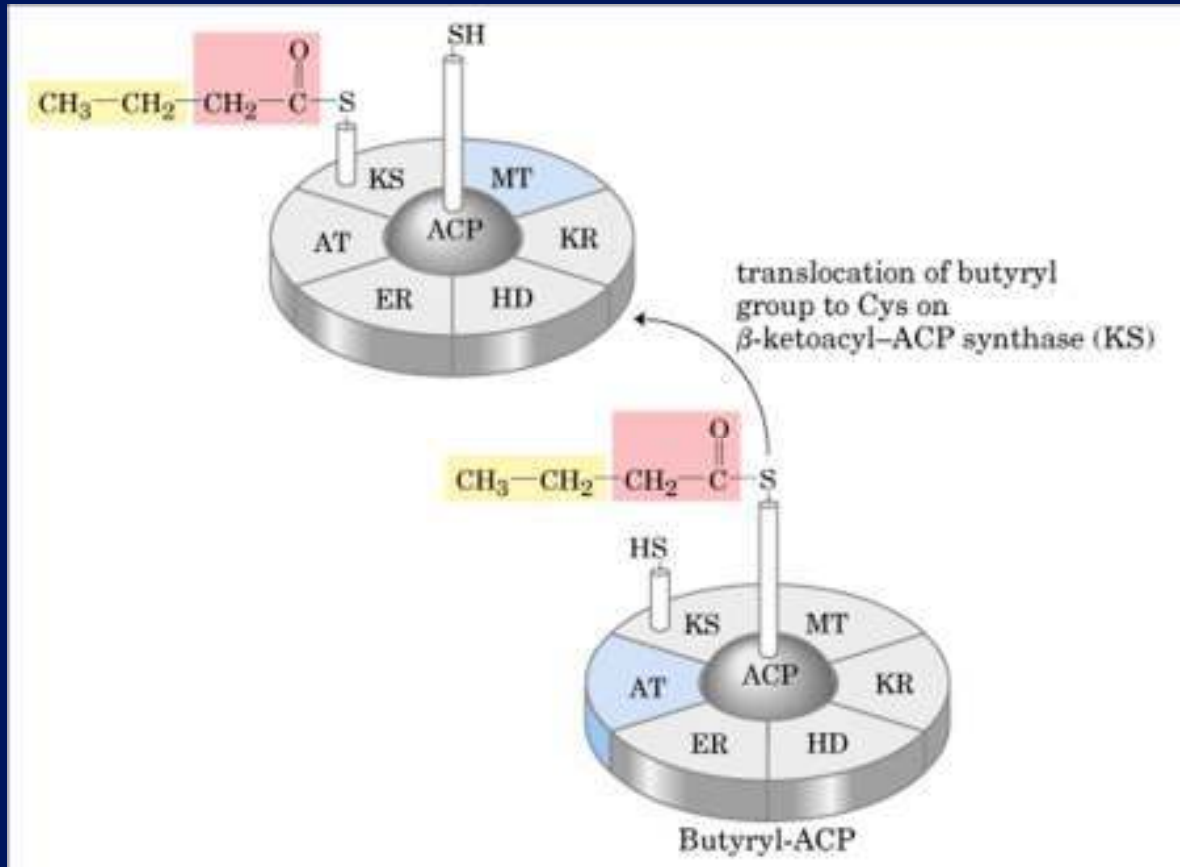 SH
O
CH₃—CH₂—CH₂—C—S
KS
MT
AT
ACP
KR
ER
HD
translocation of butyryl
group to Cys on
β-ketoacyl–ACP synthase (KS)
O
CH₃—CH₂—CH₂—C—S
HS
KS
MT
AT
ACP
KR
ER
HD
Butyryl-ACP